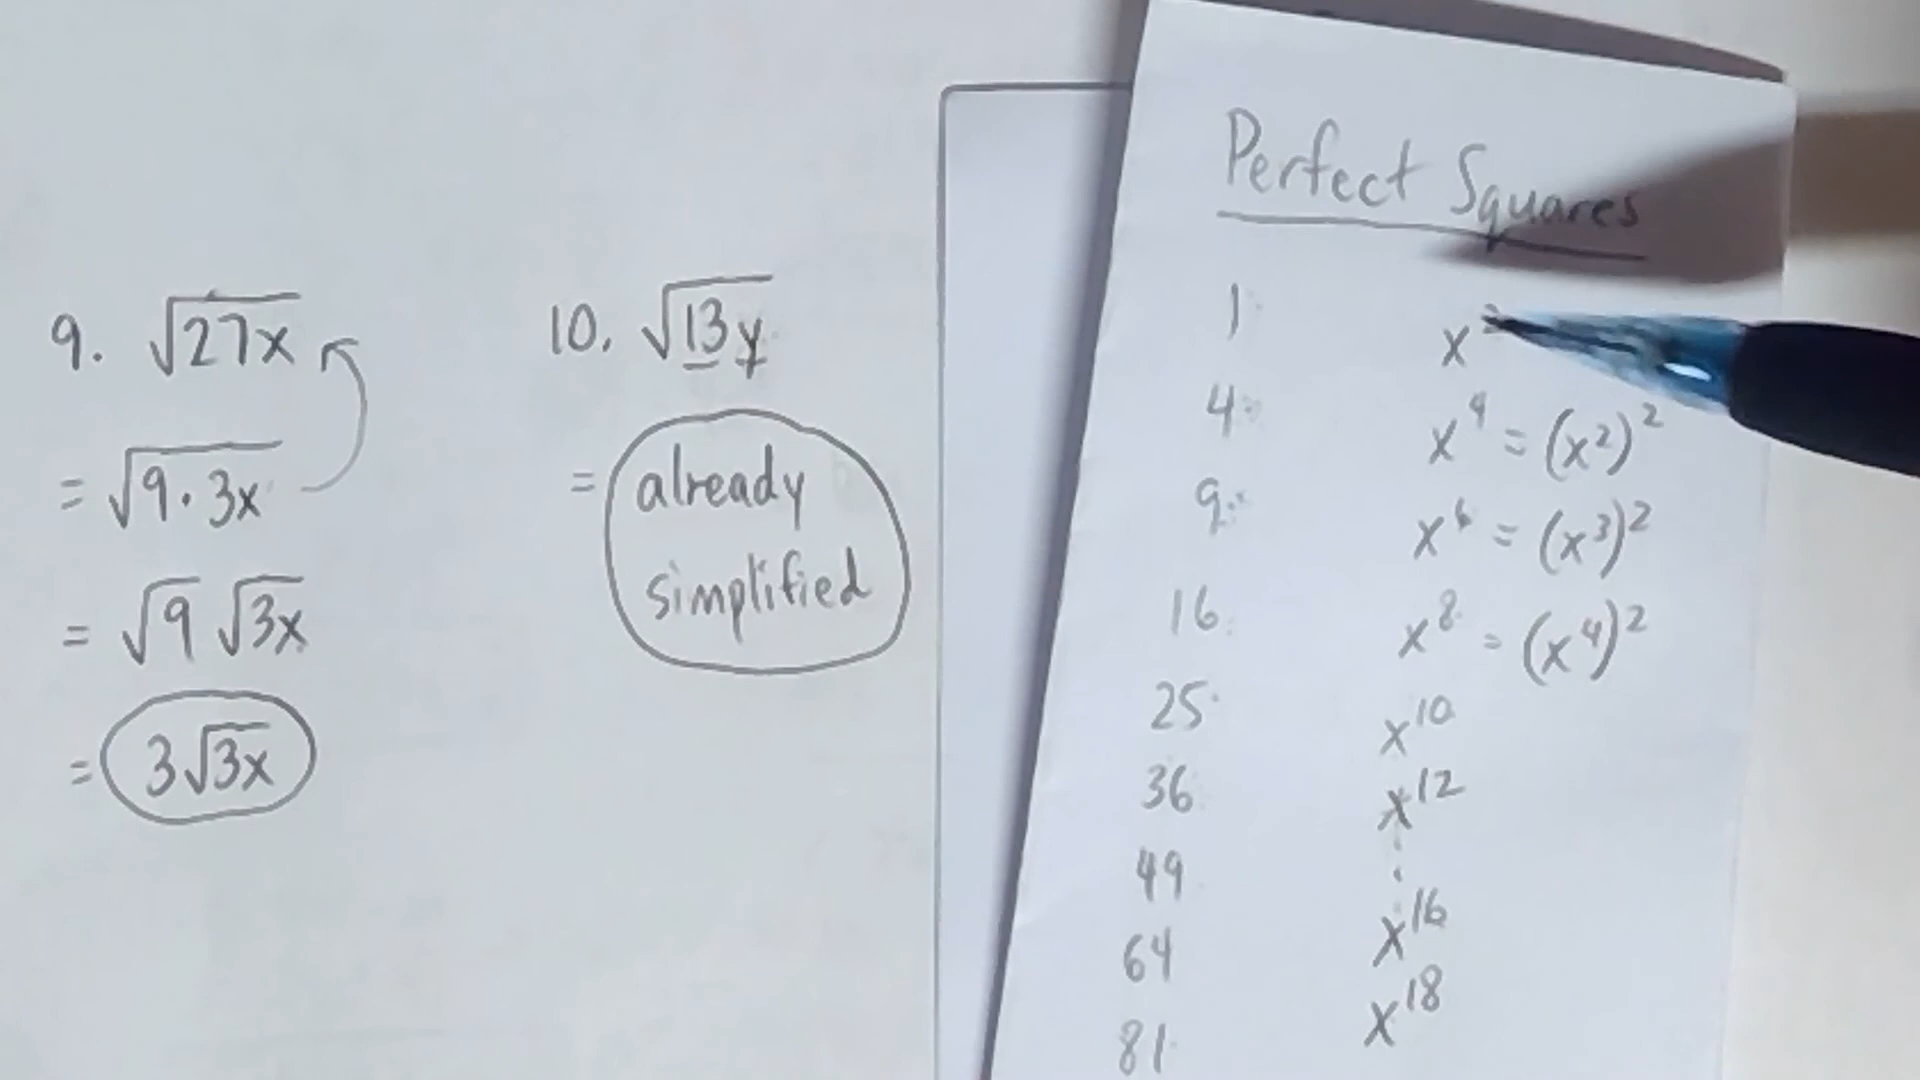 9. √27x
= √9·3x
= √9 √3x
= 3√3x
10. √13y
= already
simplified
Perfect Squares
1 x²
4 x⁴ = (x²)²
9 x⁶ = (x³)²
16 x⁸ = (x⁴)²
25 x¹⁰
36 x¹²
49
64 x¹⁶
81 x¹⁸